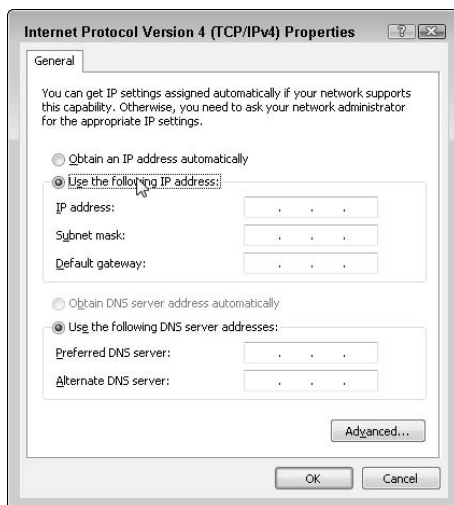 Internet Protocol Version 4 (TCP/IPv4) Properties
General
You can get IP settings assigned automatically if your network supports
this capability. Otherwise, you need to ask your network administrator
for the appropriate IP settings.
Obtain an IP address automatically
Use the following IP address:
IP address:
Subnet mask:
Default gateway:
Obtain DNS server address automatically
Use the following DNS server addresses:
Preferred DNS server:
Alternate DNS server:
Advanced...
OK
Cancel